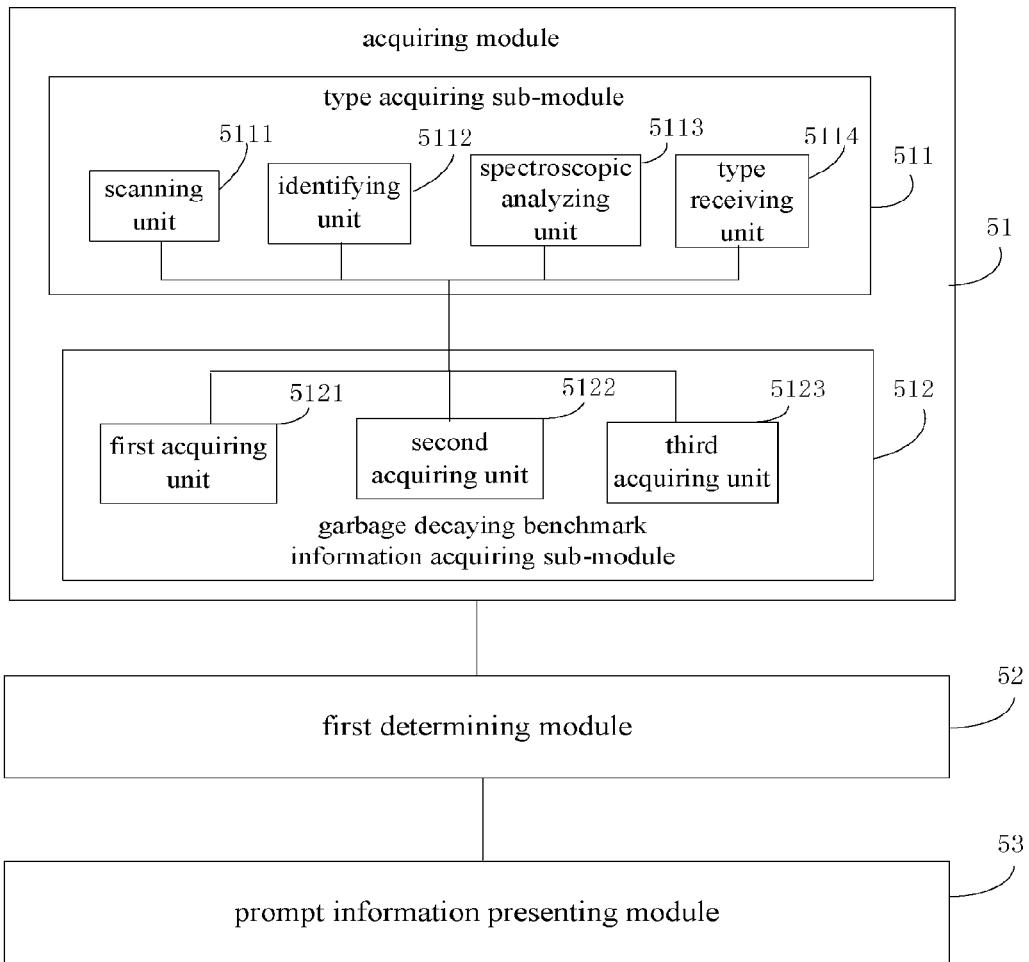 acquiring module
type acquiring sub-module
5111
5112
5113
5114
511
scanning
unit
identifying
unit
spectroscopic
analyzing
unit
type
receiving
unit
51
5121
5122
5123
512
first acquiring
unit
second
acquiring unit
third
acquiring unit
garbage decaying benchmark
information acquiring sub-module
52
first determining module
53
prompt information presenting module